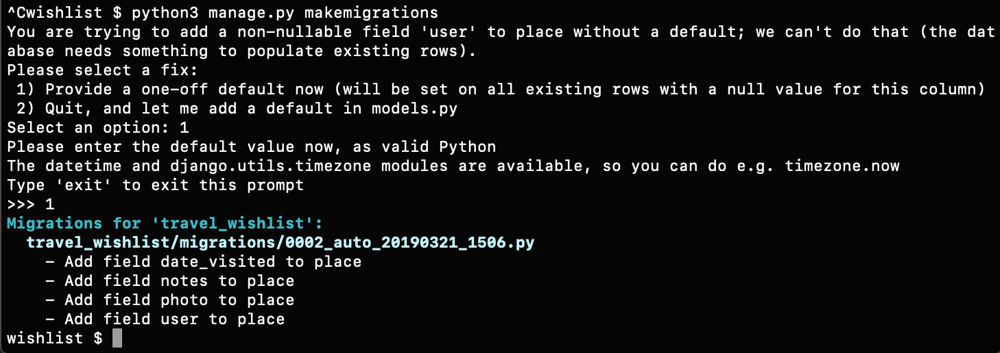 ^Cwishlist $ python3 manage.py makemigrations
You are trying to add a non-nullable field 'user' to place without a default; we can't do that (the dat
abase needs something to populate existing rows).
Please select a fix:
 1) Provide a one-off default now (will be set on all existing rows with a null value for this column)
 2) Quit, and let me add a default in models.py
Select an option: 1
Please enter the default value now, as valid Python
The datetime and django.utils.timezone modules are available, so you can do e.g. timezone.now
Type 'exit' to exit this prompt
>>> 1
Migrations for 'travel_wishlist':
  travel_wishlist/migrations/0002_auto_20190321_1506.py
    - Add field date_visited to place
    - Add field notes to place
    - Add field photo to place
    - Add field user to place
wishlist $